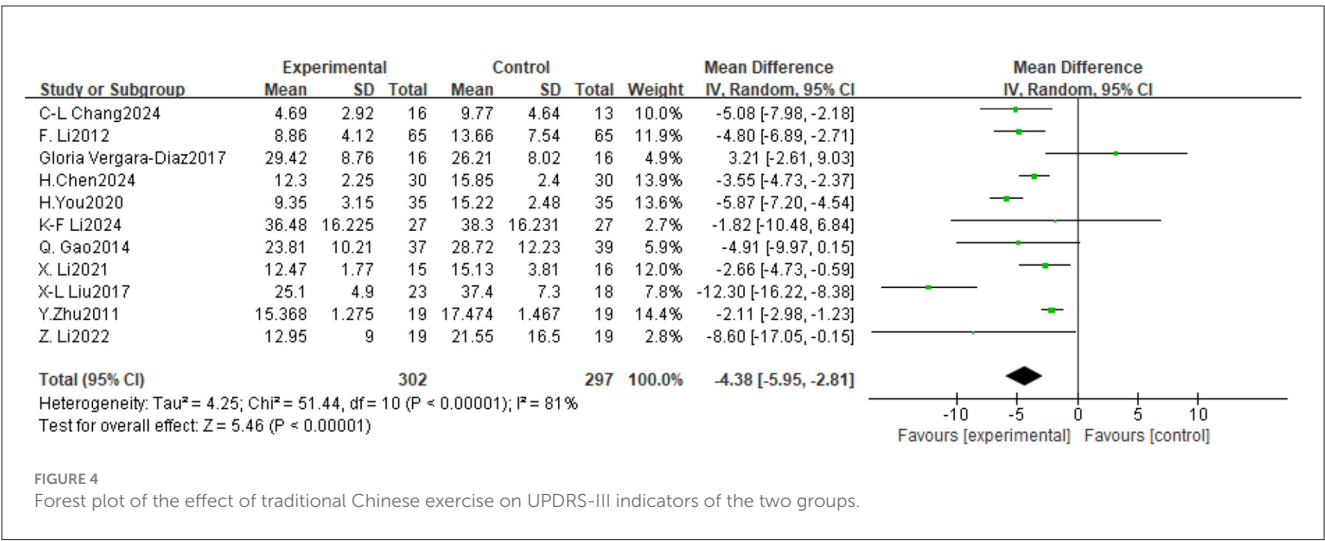 Experimental Control Mean Difference Mean Difference
Study or Subgroup Mean SD Total Mean SD Total Weight IV, Random, 95% CI IV, Random, 95% CI
C-L Chang2024 4.69 2.92 16 9.77 4.64 13 10.0% -5.08 [-7.98, -2.18]
F. Li2012 8.86 4.12 65 13.66 7.54 65 11.9% -4.80 [-6.89, -2.71]
Gloria Vergara-Diaz2017 29.42 8.76 16 26.21 8.02 16 4.9% 3.21 [-2.61, 9.03]
H.Chen2024 12.3 2.25 30 15.85 2.4 30 13.9% -3.55 [-4.73, -2.37]
H.You2020 9.35 3.15 35 15.22 2.48 35 13.6% -5.87 [-7.20, -4.54]
K-F Li2024 36.48 16.225 27 38.3 16.231 27 2.7% -1.82 [-10.48, 6.84]
Q. Gao2014 23.81 10.21 37 28.72 12.23 39 5.9% -4.91 [-9.97, 0.15]
X. Li2021 12.47 1.77 15 15.13 3.81 16 12.0% -2.66 [-4.73, -0.59]
X-L Liu2017 25.1 4.9 23 37.4 7.3 18 7.8% -12.30 [-16.22, -8.38]
Y.Zhu2011 15.368 1.275 19 17.474 1.467 19 14.4% -2.11 [-2.98, -1.23]
Z. Li2022 12.95 9 19 21.55 16.5 19 2.8% -8.60 [-17.05, -0.15]
Total (95% CI) 302 297 100.0% -4.38 [-5.95, -2.81]
Heterogeneity: Tau² = 4.25; Chi² = 51.44, df = 10 (P < 0.00001); I² = 81%
Test for overall effect: Z = 5.46 (P < 0.00001)
-10 -5 0 5 10
Favours [experimental] Favours [control]
FIGURE 4
Forest plot of the effect of traditional Chinese exercise on UPDRS-III indicators of the two groups.